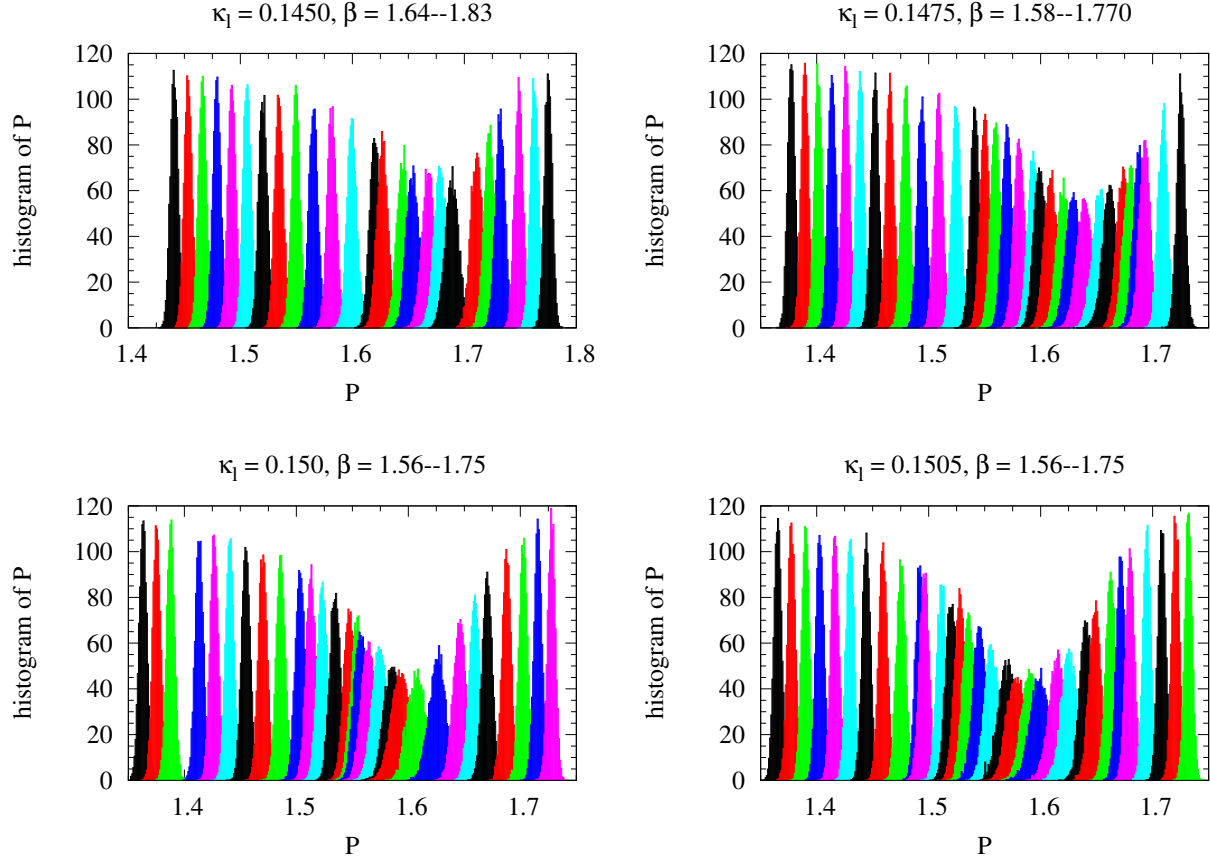 κl = 0.1450, β = 1.64--1.83
120
100
80
60
40
20
0
histogram of P
1.4 1.5 1.6 1.7 1.8
P
κl = 0.1475, β = 1.58--1.770
120
100
80
60
40
20
0
histogram of P
1.4 1.5 1.6 1.7
P
κl = 0.150, β = 1.56--1.75
120
100
80
60
40
20
0
histogram of P
1.4 1.5 1.6 1.7
P
κl = 0.1505, β = 1.56--1.75
120
100
80
60
40
20
0
histogram of P
1.4 1.5 1.6 1.7
P